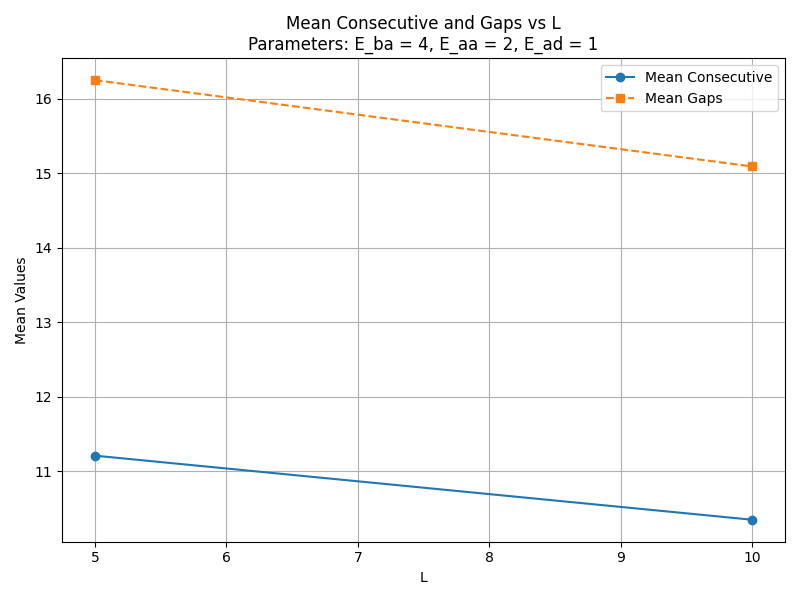 Mean Consecutive and Gaps vs L
Parameters: E_ba = 4, E_aa = 2, E_ad = 1
Mean Consecutive
Mean Gaps
Mean Values
16
15
14
13
12
11
5 6 7 8 9 10
L